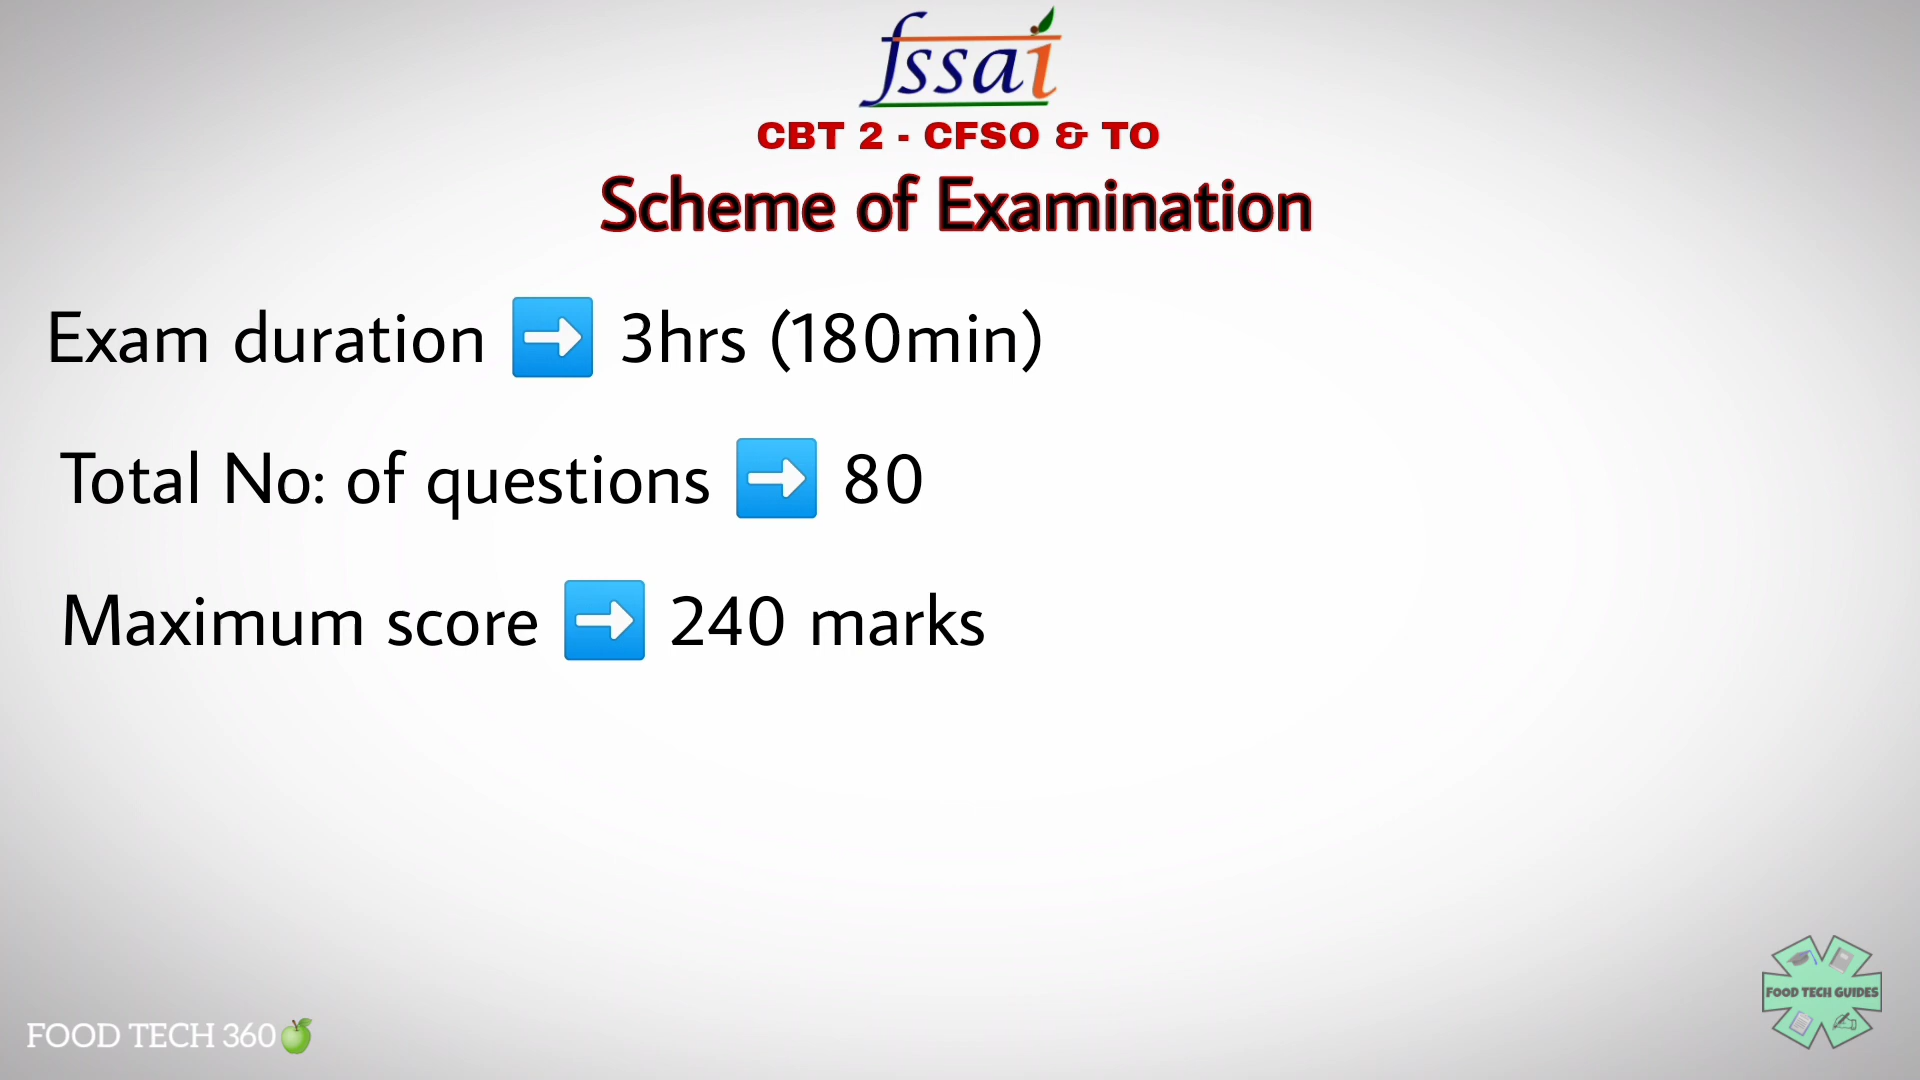 fssai
CBT 2 - CFSO & TO
Scheme of Examination
Exam duration ➡️ 3hrs (180min)
Total No: of questions ➡️ 80
Maximum score ➡️ 240 marks
FOOD TECH GUIDES
FOOD TECH 360🍏